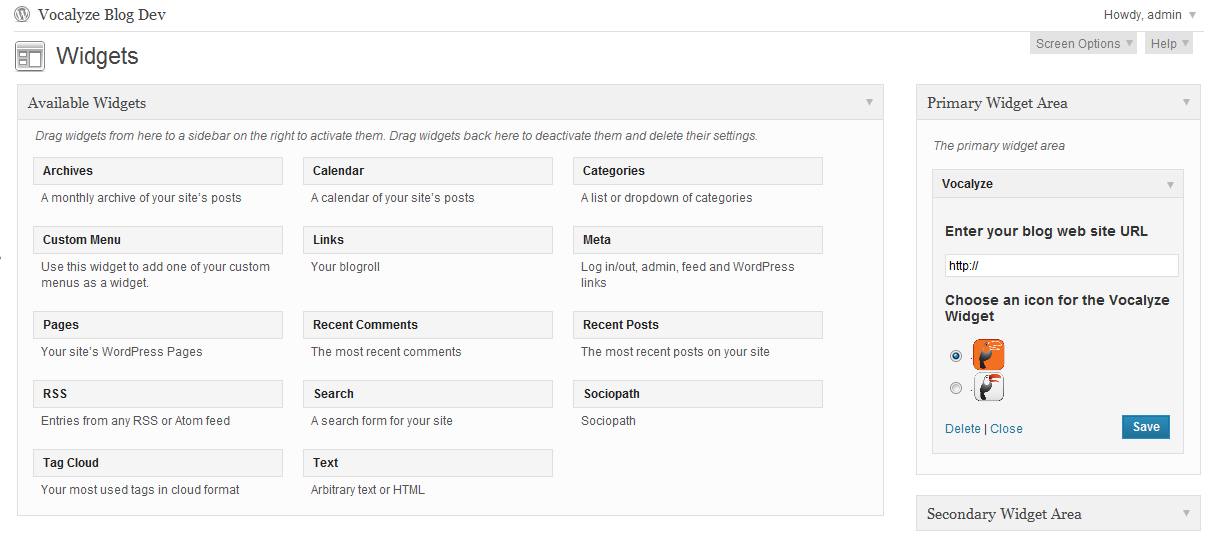 Vocalyze Blog Dev
Howdy, admin
Screen Options
Help
Widgets
Available Widgets
Drag widgets from here to a sidebar on the right to activate them. Drag widgets back here to deactivate them and delete their settings.
Archives
A monthly archive of your site's posts
Calendar
A calendar of your site's posts
Categories
A list or dropdown of categories
Custom Menu
Use this widget to add one of your custom
menus as a widget.
Links
Your blogroll
Meta
Log in/out, admin, feed and WordPress
links
Pages
Your site's WordPress Pages
Recent Comments
The most recent comments
Recent Posts
The most recent posts on your site
RSS
Entries from any RSS or Atom feed
Search
A search form for your site
Sociopath
Sociopath
Tag Cloud
Your most used tags in cloud format
Text
Arbitrary text or HTML
Primary Widget Area
The primary widget area
Vocalyze
Enter your blog web site URL
http://
Choose an icon for the Vocalyze
Widget
Delete | Close
Save
Secondary Widget Area